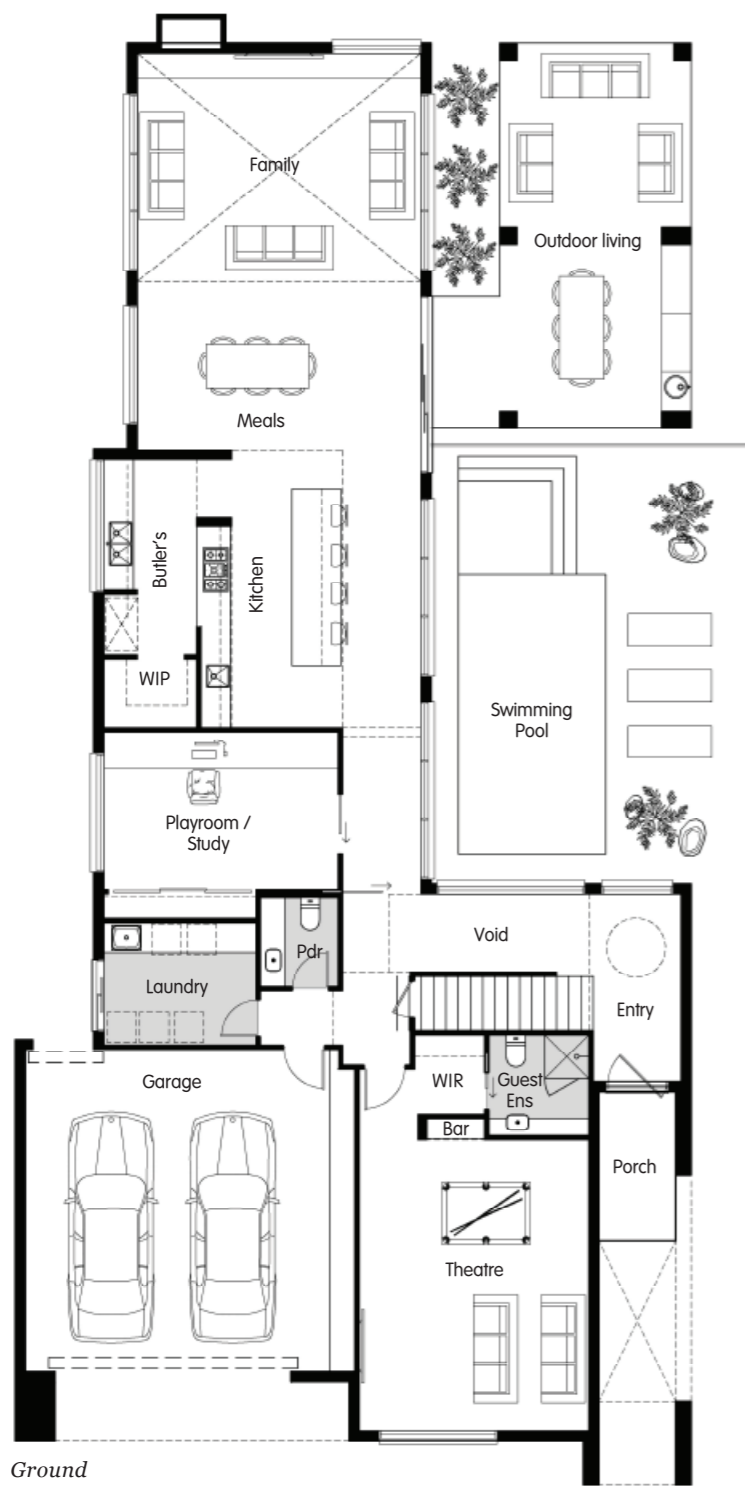 Family
Outdoor living
Meals
Butler's
Kitchen
WIP
Swimming
Pool
Playroom /
Study
Pdr
Void
Laundry
Entry
Garage
WIR
Guest
Ens
Bar
Porch
Theatre
Ground